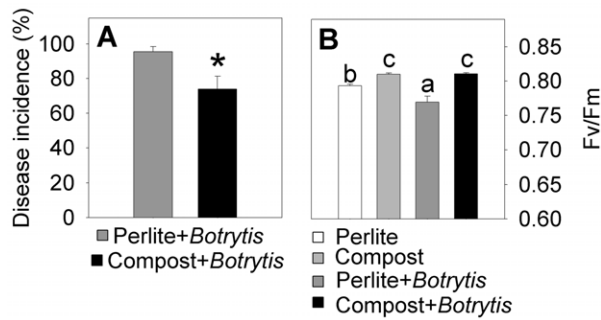 Disease incidence (%)
100
80
60
40
20
0
A
*
Perlite+Botrytis
Compost+Botrytis
B
b
c
a
c
0.85
0.80
0.75
0.70
0.65
0.60
Fv/Fm
Perlite
Compost
Perlite+Botrytis
Compost+Botrytis